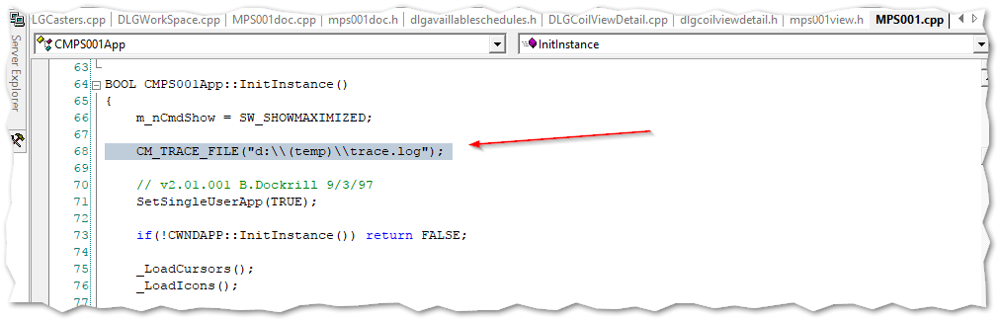 LGCasters.cpp DLGWorkSpace.cpp MPS001doc.cpp mps001doc.h dlgavaillableschedules.h DLGCoilViewDetail.cpp dlgcoilviewdetail.h mps001view.h MPS001.cpp
Server Explorer
CMPS001App InitInstance
63
64 BOOL CMPS001App::InitInstance()
65 {
66 m_nCmdShow = SW_SHOWMAXIMIZED;
67
68 CM_TRACE_FILE("d:\\(temp)\\trace.log");
69
70 // v2.01.001 B.Dockrill 9/3/97
71 SetSingleUserApp(TRUE);
72
73 if(!CWNDAPP::InitInstance()) return FALSE;
74
75 _LoadCursors();
76 _LoadIcons();
77